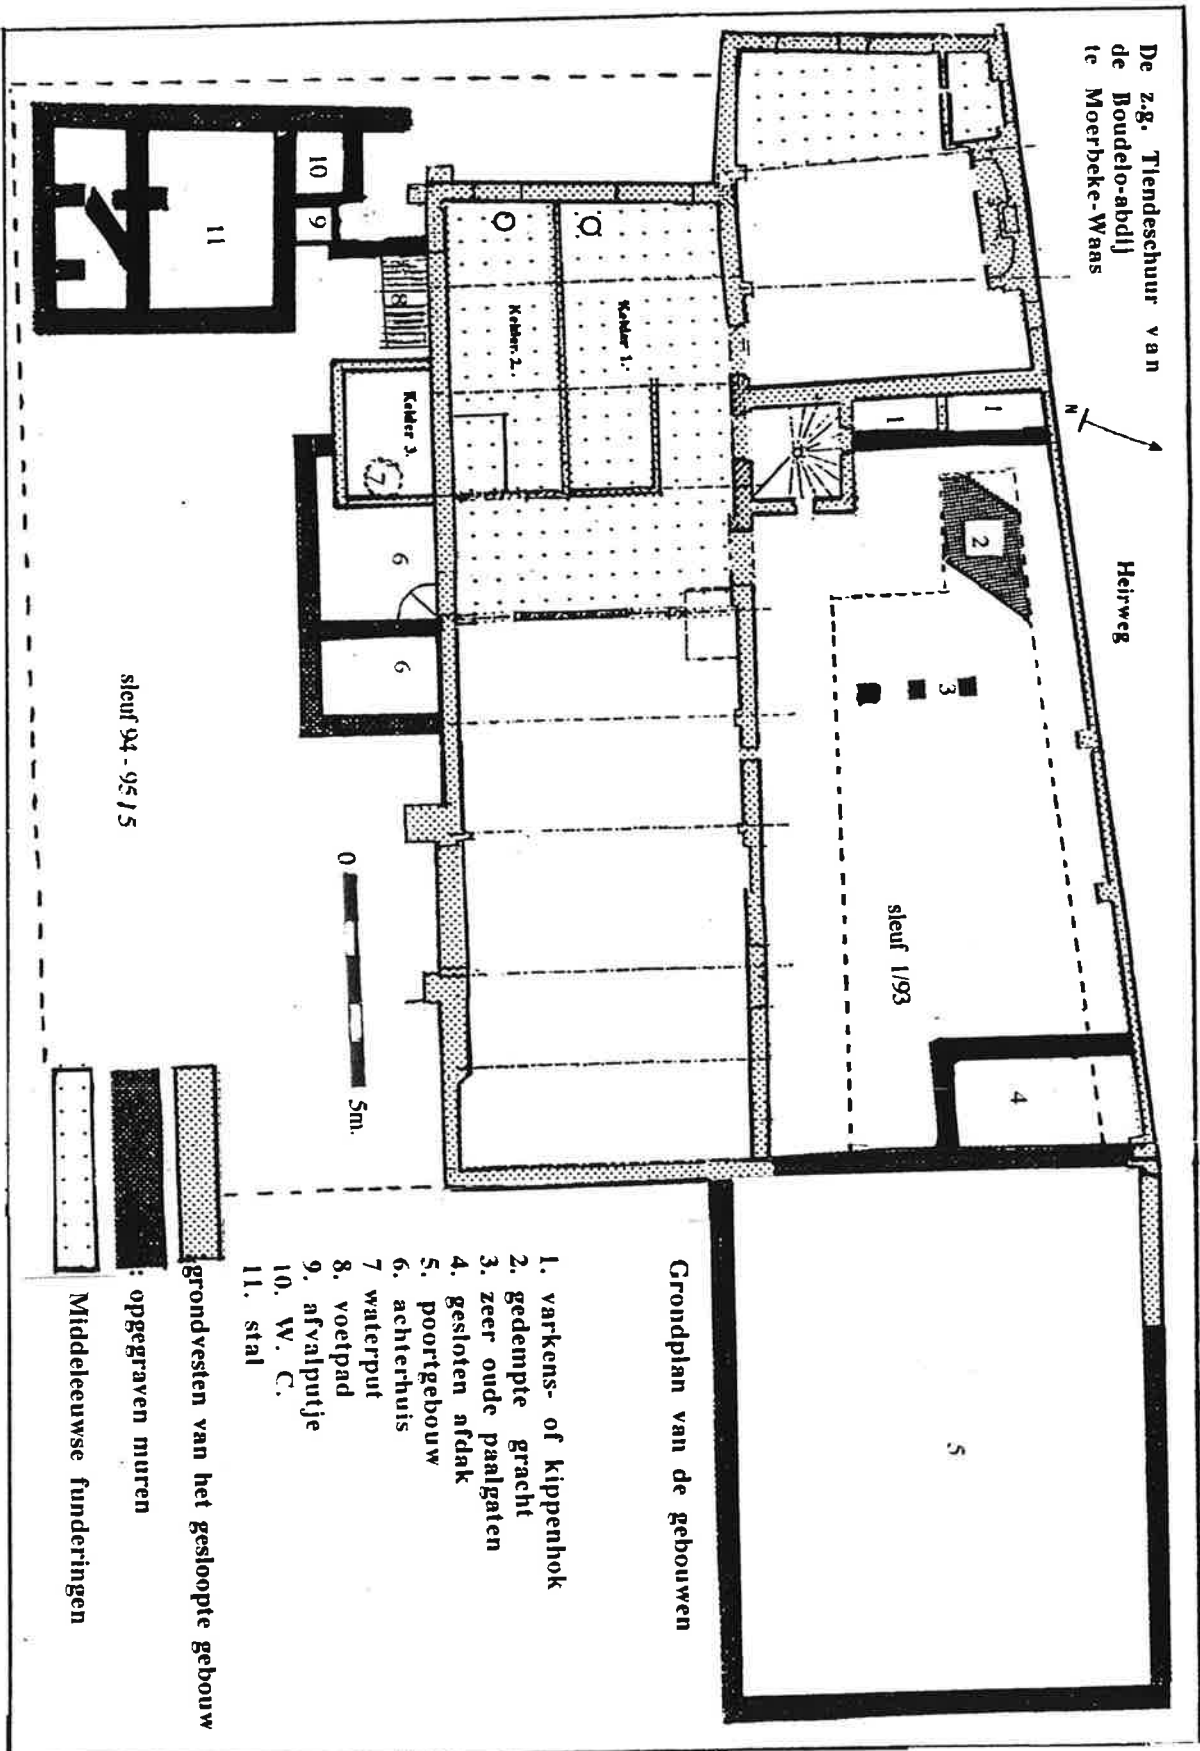 De z.g. Tiendeschuur van
de Boudelo-abdij
te Moerbeke-Waas
N
Heirweg
1
1
2
3
sleuf 1/93
4
5
Kelder 1.
Kelder 2.
Kelder 3.
7
6
6
8
9
10
11
sleuf 94-95/5
0
5m.
Grondplan van de gebouwen
1. varkens- of kippenhok
2. gedempte gracht
3. zeer oude paalgaten
4. gesloten afdak
5. poortgebouw
6. achterhuis
7 waterput
8. voetpad
9. afvalputje
10. W. C.
11. stal
:grondvesten van het gesloopte gebouw
: opgegraven muren
Middeleeuwse funderingen